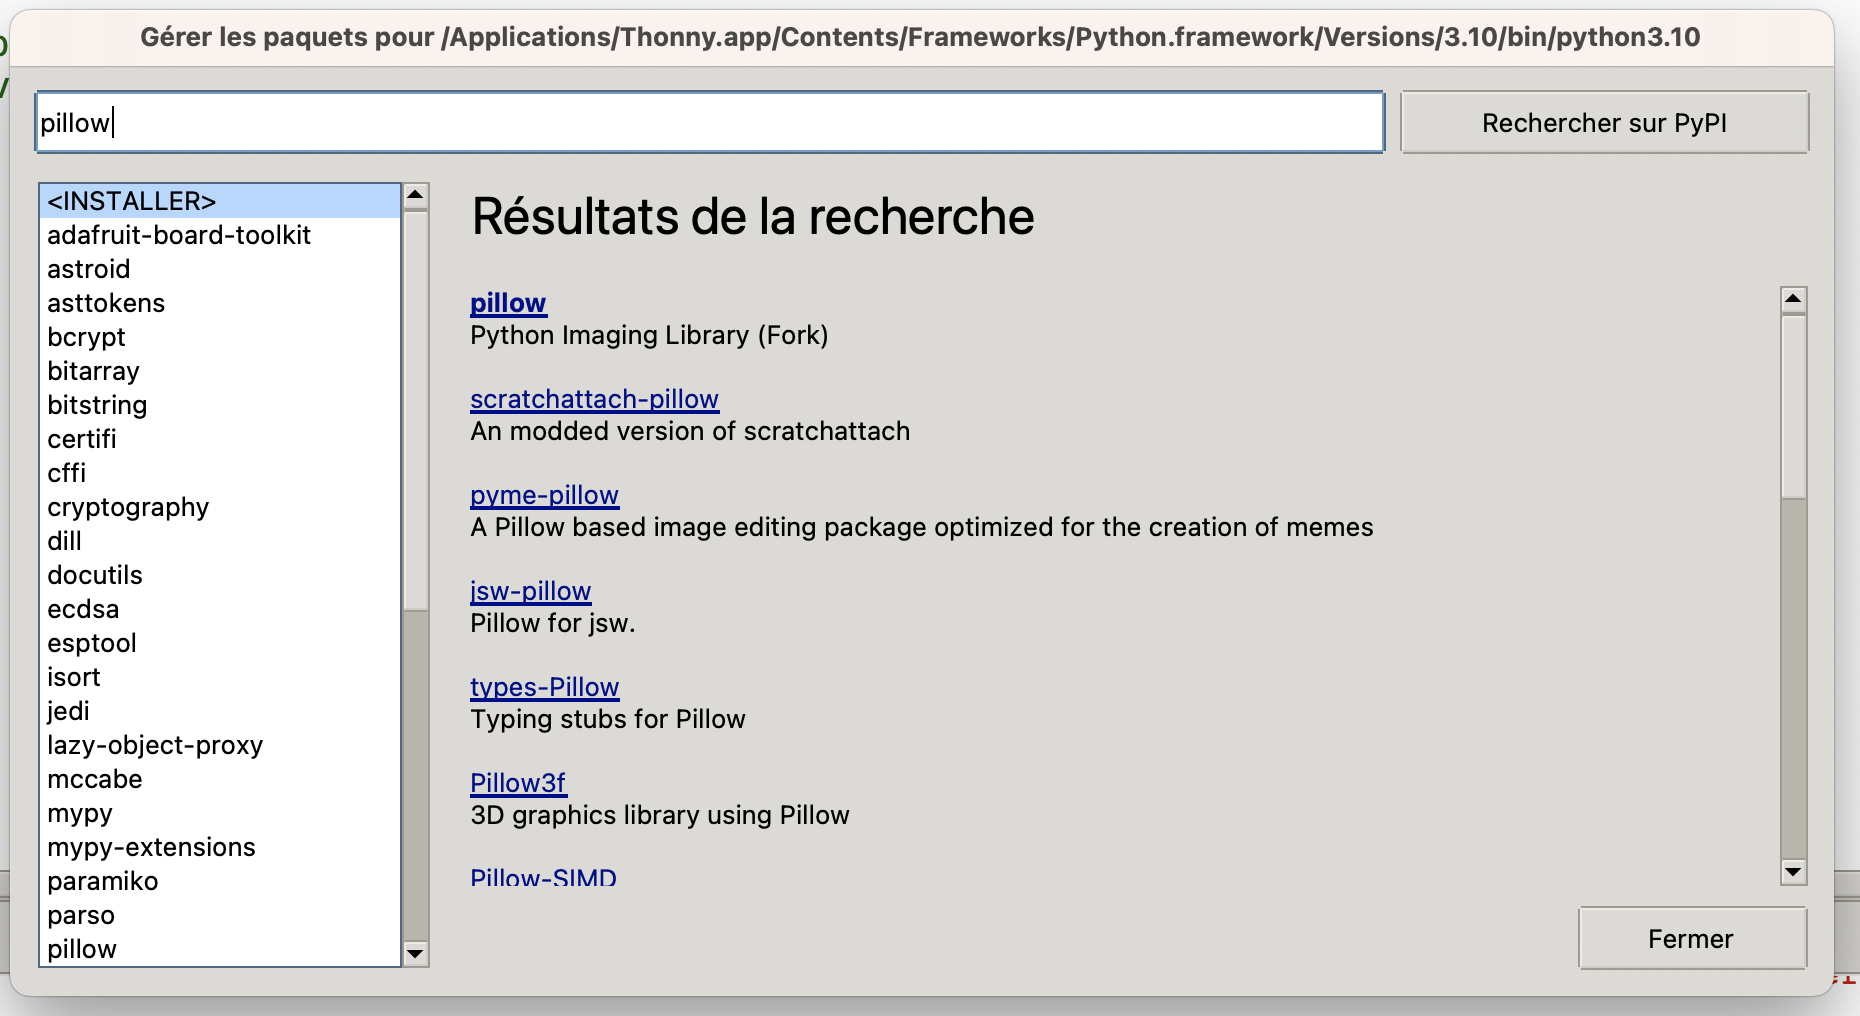 Gérer les paquets pour /Applications/Thonny.app/Contents/Frameworks/Python.framework/Versions/3.10/bin/python3.10
pillow
Rechercher sur PyPI
<INSTALLER>
adafruit-board-toolkit
astroid
asttokens
bcrypt
bitarray
bitstring
certifi
cffi
cryptography
dill
docutils
ecdsa
esptool
isort
jedi
lazy-object-proxy
mccabe
mypy
mypy-extensions
paramiko
parso
pillow
Résultats de la recherche
pillow
Python Imaging Library (Fork)
scratchattach-pillow
An modded version of scratchattach
pyme-pillow
A Pillow based image editing package optimized for the creation of memes
jsw-pillow
Pillow for jsw.
types-Pillow
Typing stubs for Pillow
Pillow3f
3D graphics library using Pillow
Pillow-SIMD
Fermer